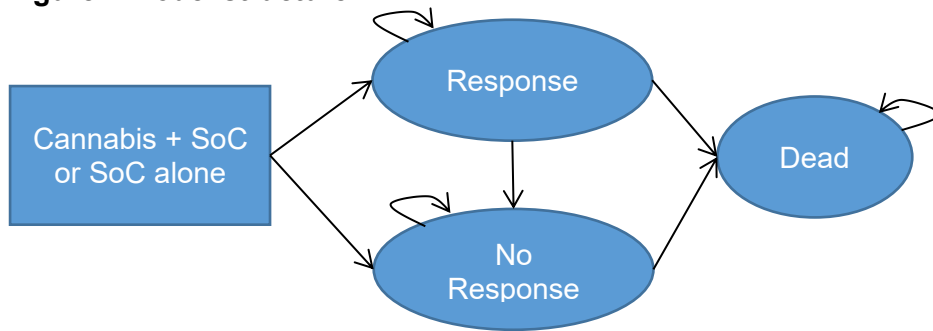 Response
Cannabis + SoC
or SoC alone
Dead
No
Response